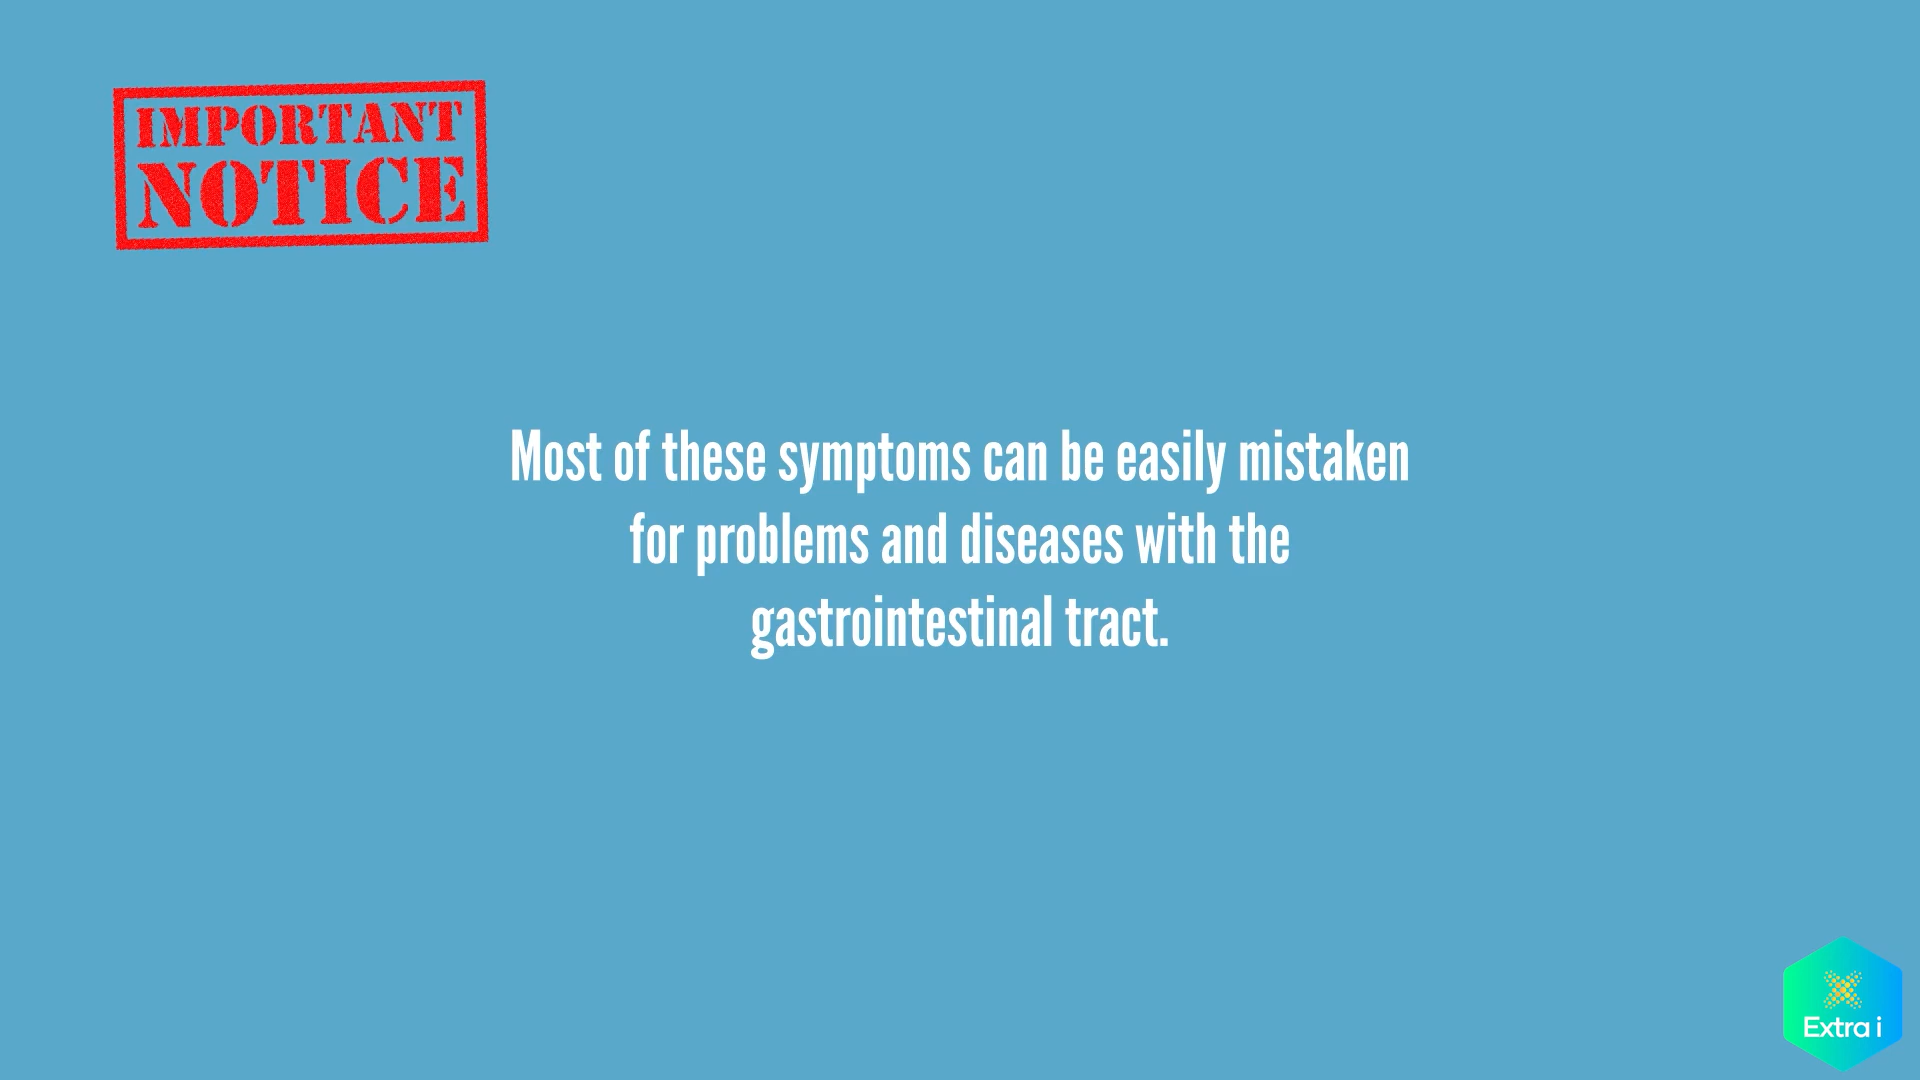 IMPORTANT
NOTICE
Most of these symptoms can be easily mistaken
for problems and diseases with the
gastrointestinal tract.
Extra i